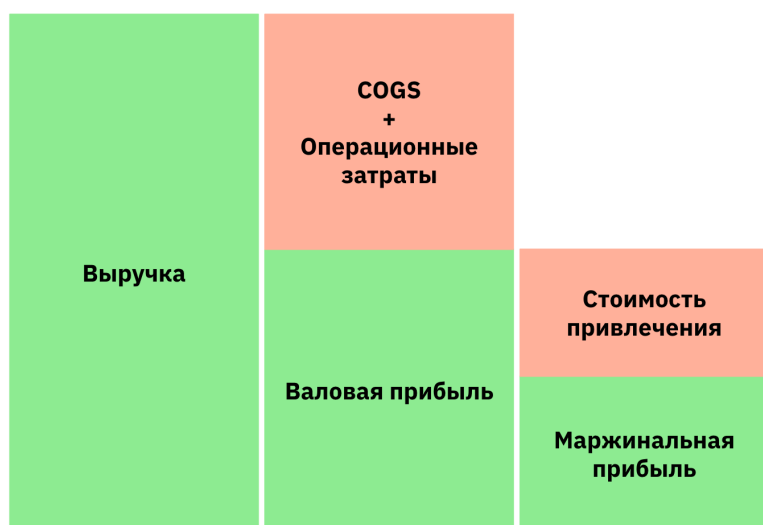 Выручка
COGS
+
Операционные
затраты
Валовая прибыль
Стоимость
привлечения
Маржинальная
прибыль